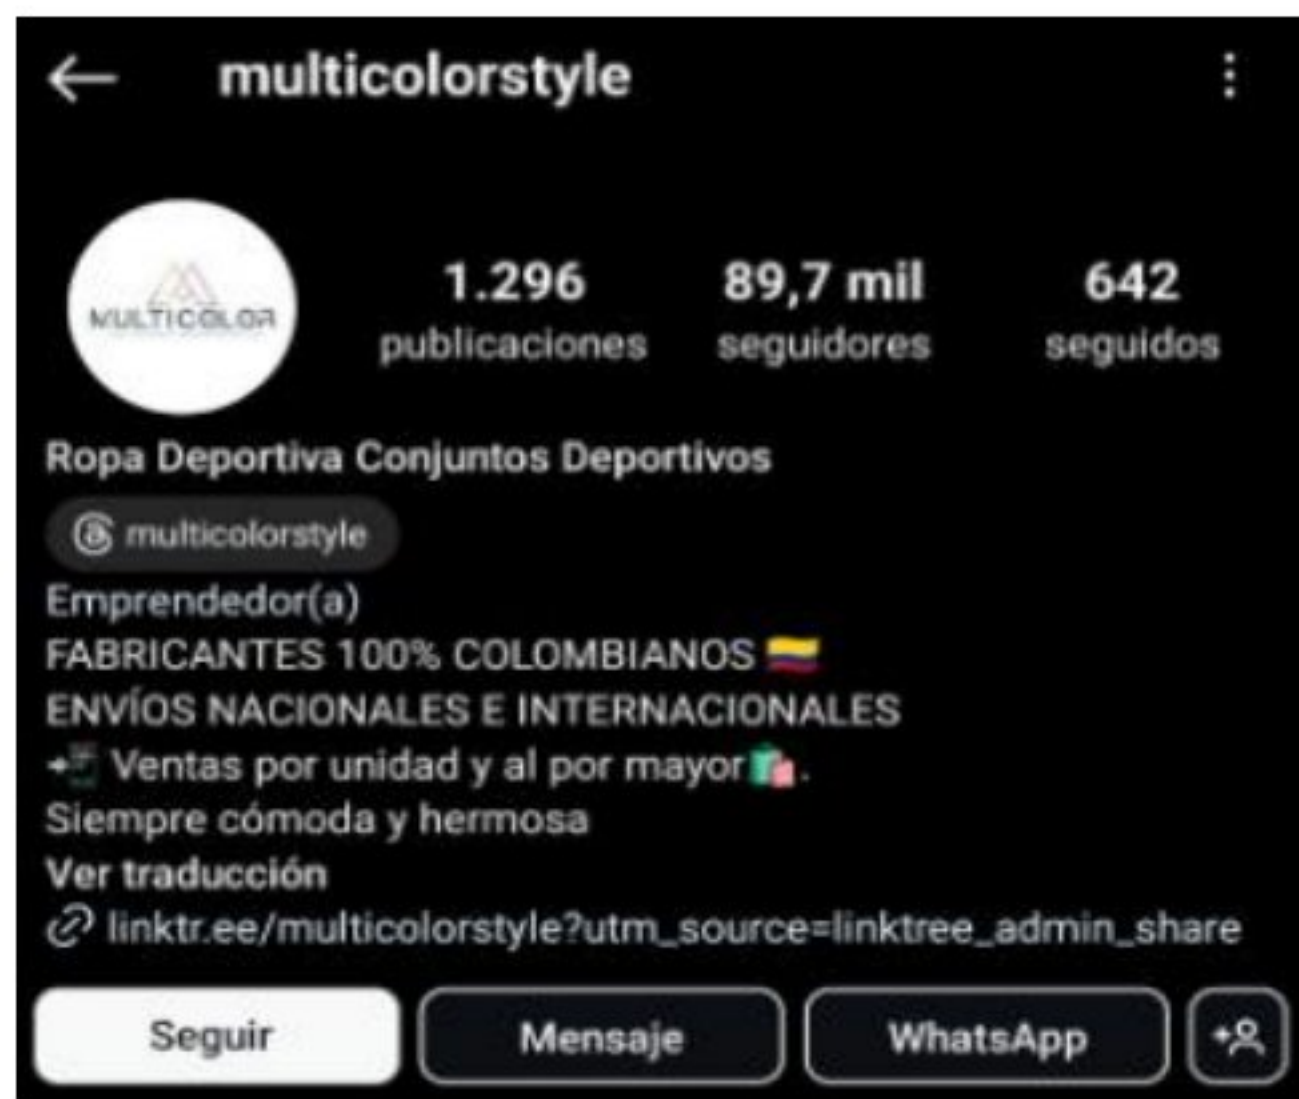 multicolorstyle
MULTICOLOR
1.296
publicaciones
89,7 mil
seguidores
642
seguidos
Ropa Deportiva Conjuntos Deportivos
multicolorstyle
Emprendedor(a)
FABRICANTES 100% COLOMBIANOS 🇨🇴
ENVÍOS NACIONALES E INTERNACIONALES
📲 Ventas por unidad y al por mayor🛍️.
Siempre cómoda y hermosa
Ver traducción
linktr.ee/multicolorstyle?utm_source=linktree_admin_share
Seguir
Mensaje
WhatsApp